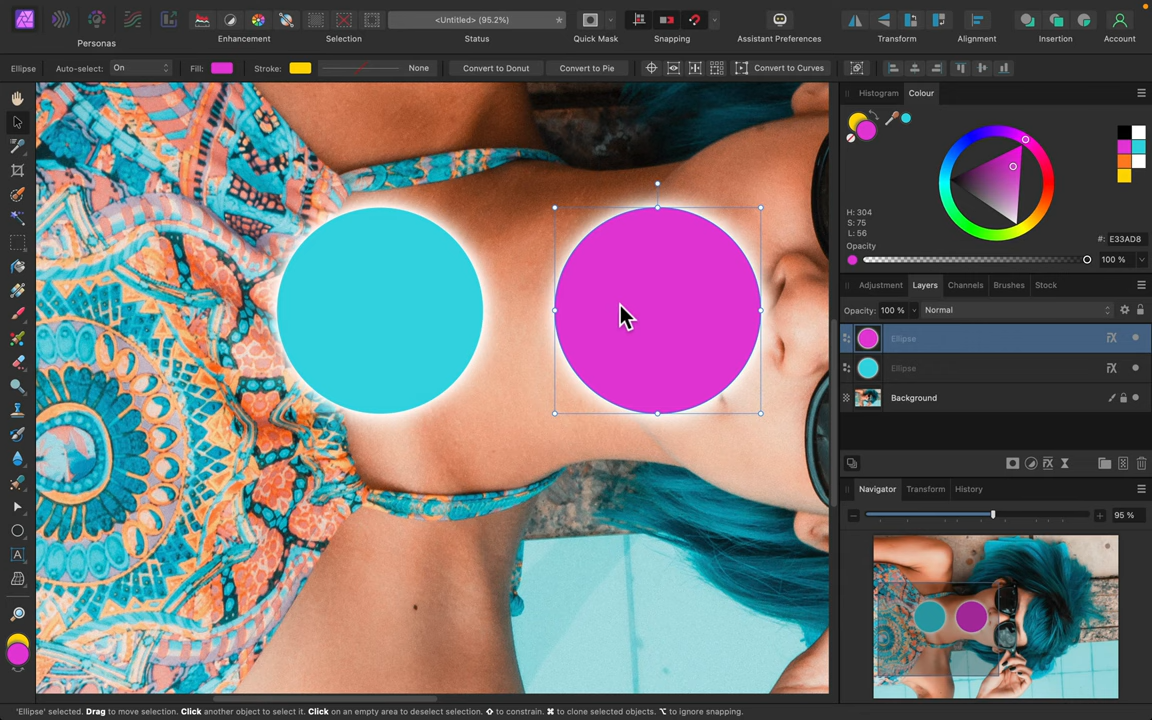 <Untitled> (95.2%)
Personas
Enhancement
Selection
Status
Quick Mask
Snapping
Assistant Preferences
Transform
Alignment
Insertion
Account
Ellipse
Auto-select:
On
Fill:
Stroke:
None
Convert to Donut
Convert to Pie
Convert to Curves
Histogram
Colour
H: 304
S: 75
L: 56
#: E33AD8
Opacity
100 %
Adjustment
Layers
Channels
Brushes
Stock
Opacity:
100 %
Normal
Ellipse
FX
Ellipse
FX
Background
FX
Navigator
Transform
History
95 %
A
'Ellipse' selected. Drag to move selection. Click another object to select it. Click on an empty area to deselect selection. ⇧ to constrain. ⌘ to clone selected objects. ⌥ to ignore snapping.